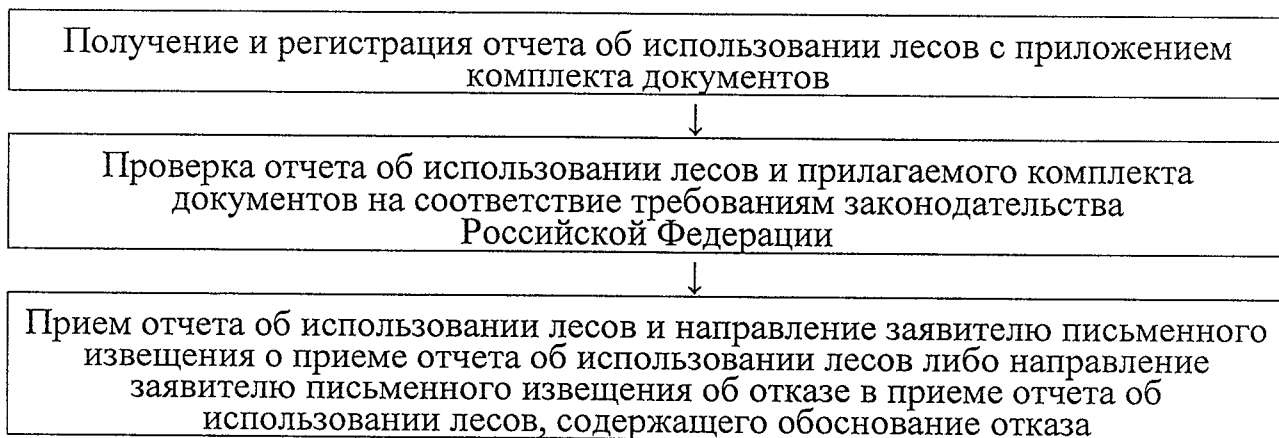 Получение и регистрация отчета об использовании лесов с приложением
комплекта документов
↓
Проверка отчета об использовании лесов и прилагаемого комплекта
документов на соответствие требованиям законодательства
Российской Федерации
↓
Прием отчета об использовании лесов и направление заявителю письменного
извещения о приеме отчета об использовании лесов либо направление
заявителю письменного извещения об отказе в приеме отчета об
использовании лесов, содержащего обоснование отказа